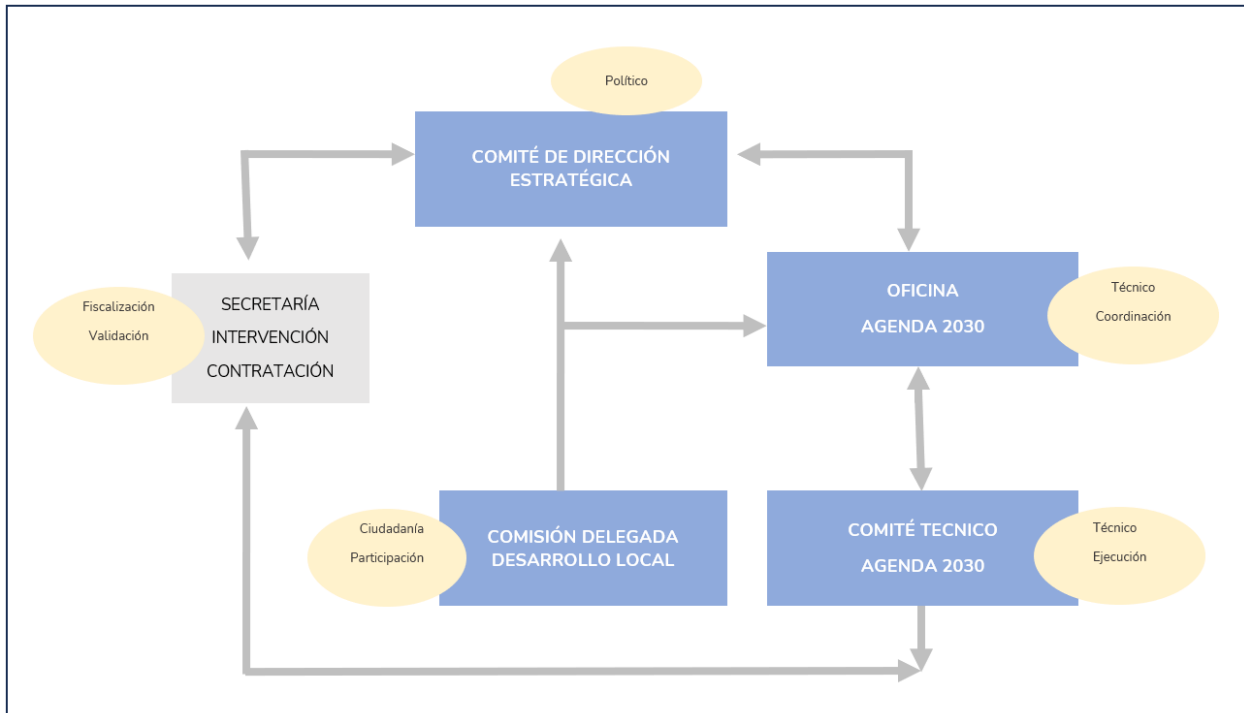 Político
COMITÉ DE DIRECCIÓN
ESTRATÉGICA
Fiscalización
Validación
SECRETARÍA
INTERVENCIÓN
CONTRATACIÓN
OFICINA
AGENDA 2030
Técnico
Coordinación
Ciudadanía
Participación
COMISIÓN DELEGADA
DESARROLLO LOCAL
COMITÉ TECNICO
AGENDA 2030
Técnico
Ejecución